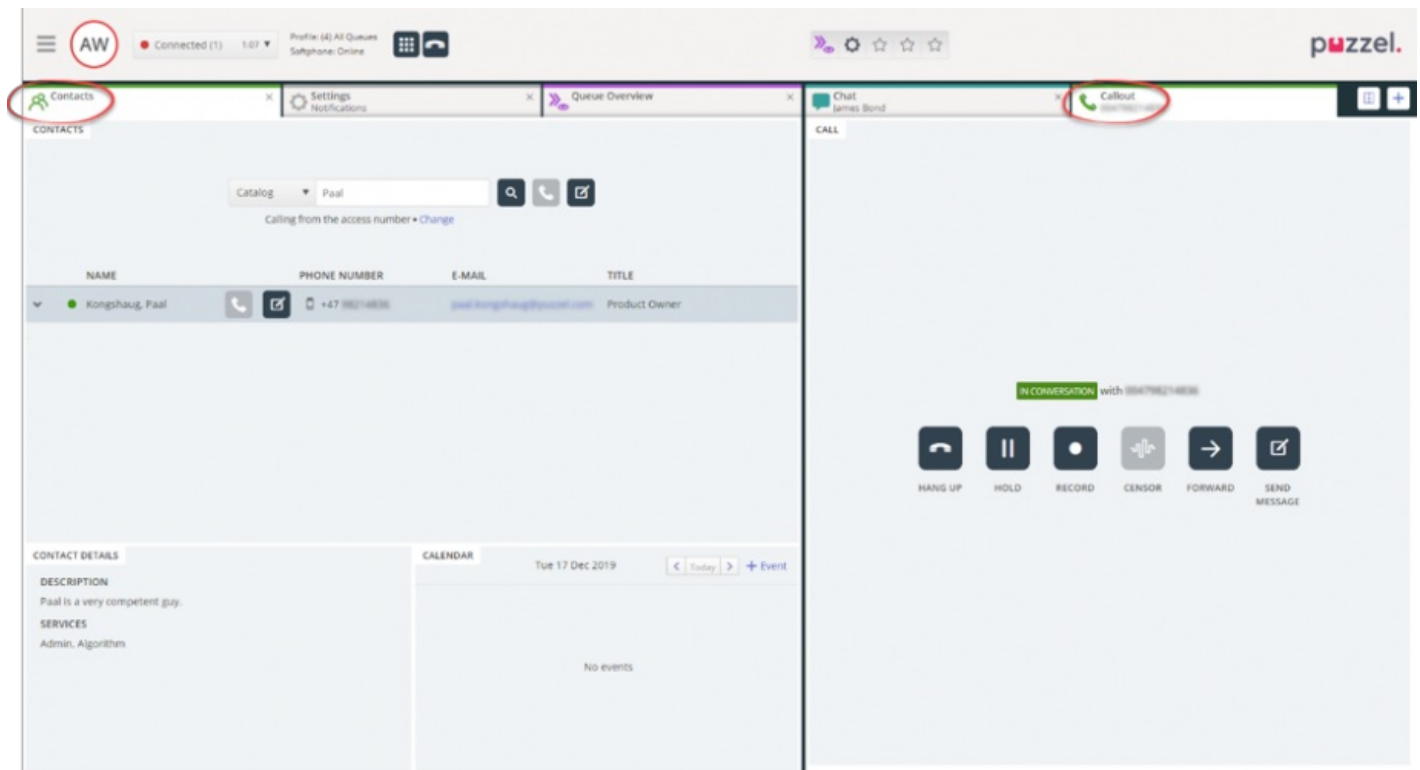 AW
Connected (1) 1:07
Profile: (4) All Queues
Softphone: Online
puzzel.
Contacts
Settings
Notifications
Queue Overview
Chat
James Bond
Callout
CONTACTS
Catalog Paal
Calling from the access number • Change
NAME PHONE NUMBER E-MAIL TITLE
Kongshaug, Paal +47 Product Owner
CONTACT DETAILS
DESCRIPTION
Paal is a very competent guy.
SERVICES
Admin, Algorithm
CALENDAR
Tue 17 Dec 2019 Today + Event
No events
CALL
IN CONVERSATION with
HANG UP HOLD RECORD CENSOR FORWARD SEND
MESSAGE